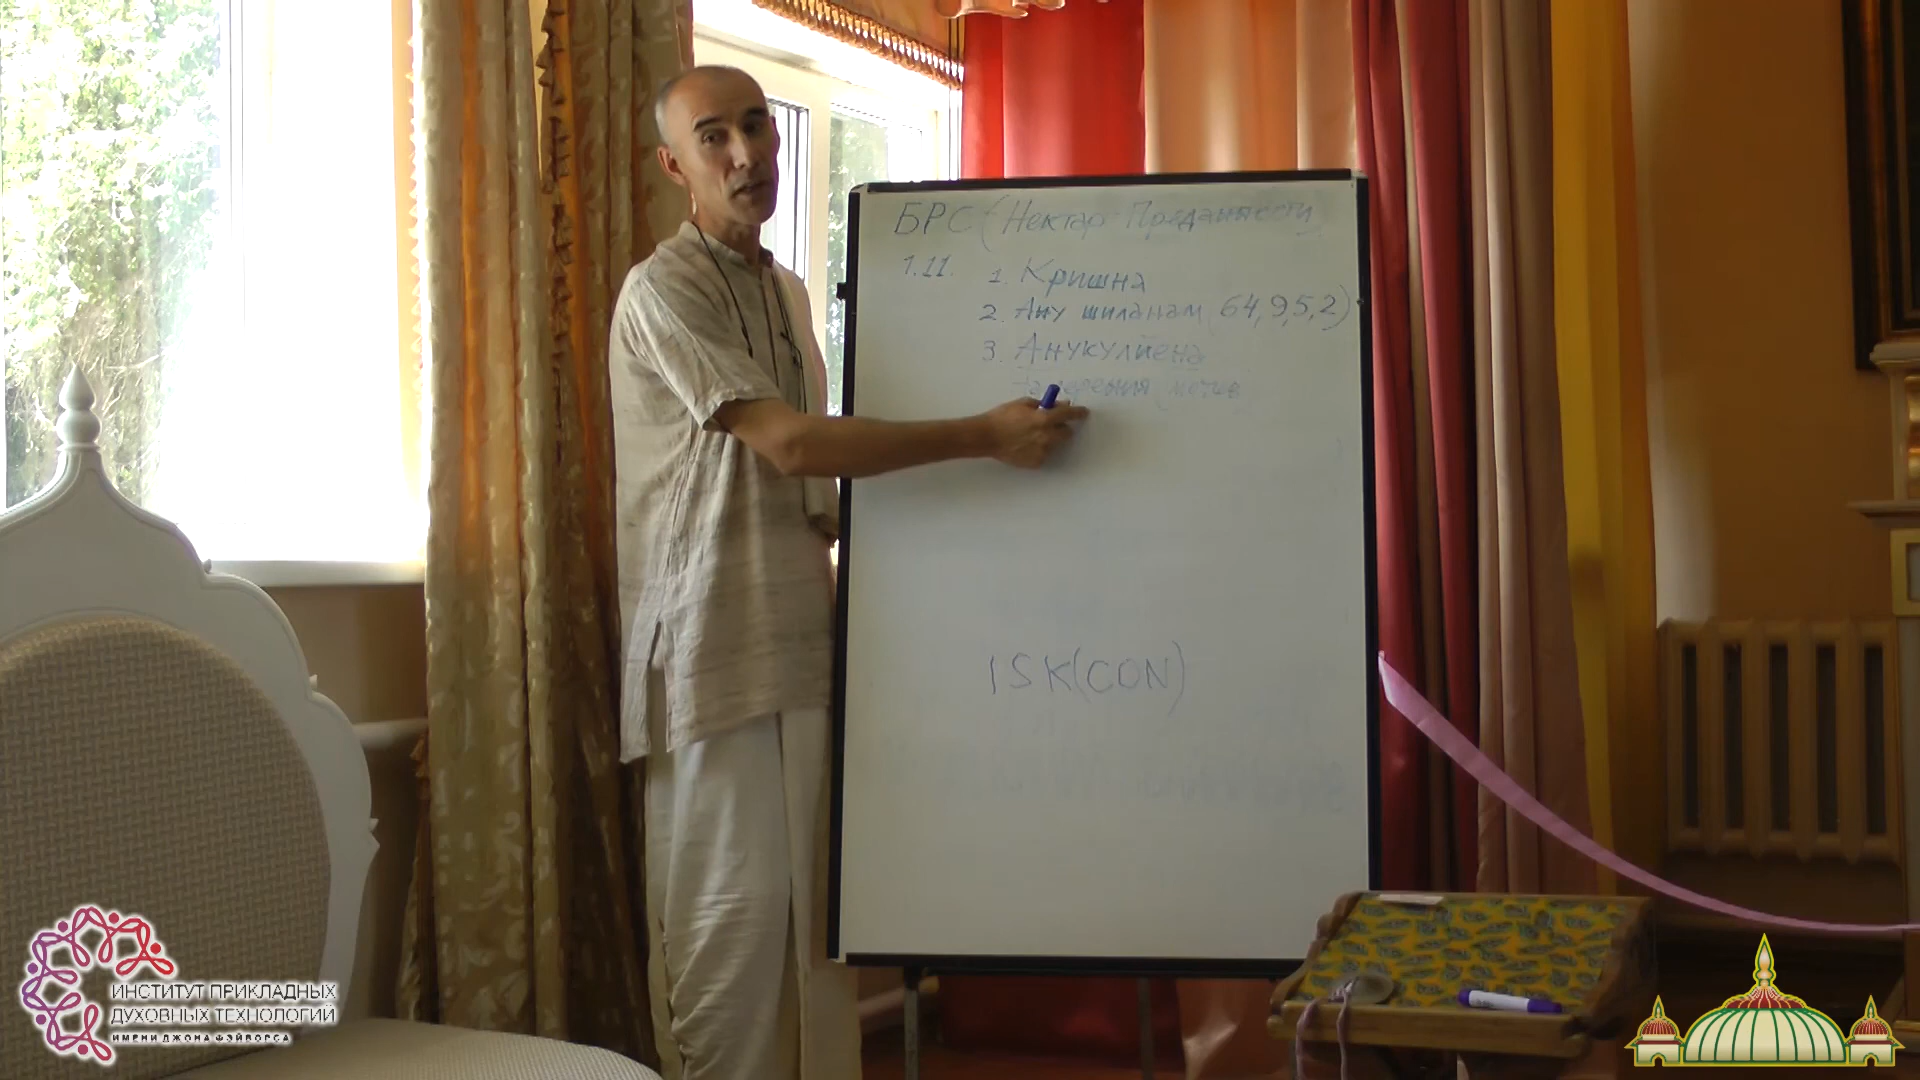 БРС (Нектар Преданности)
1.11. 1. Кришна
2. Ану шиланам (64, 9, 5, 2)
3. Анукулйена
ISK(CON)
ИНСТИТУТ ПРИКЛАДНЫХ
ДУХОВНЫХ ТЕХНОЛОГИЙ
ИМЕНИ ДЖОНА ФЭЙВОРСА